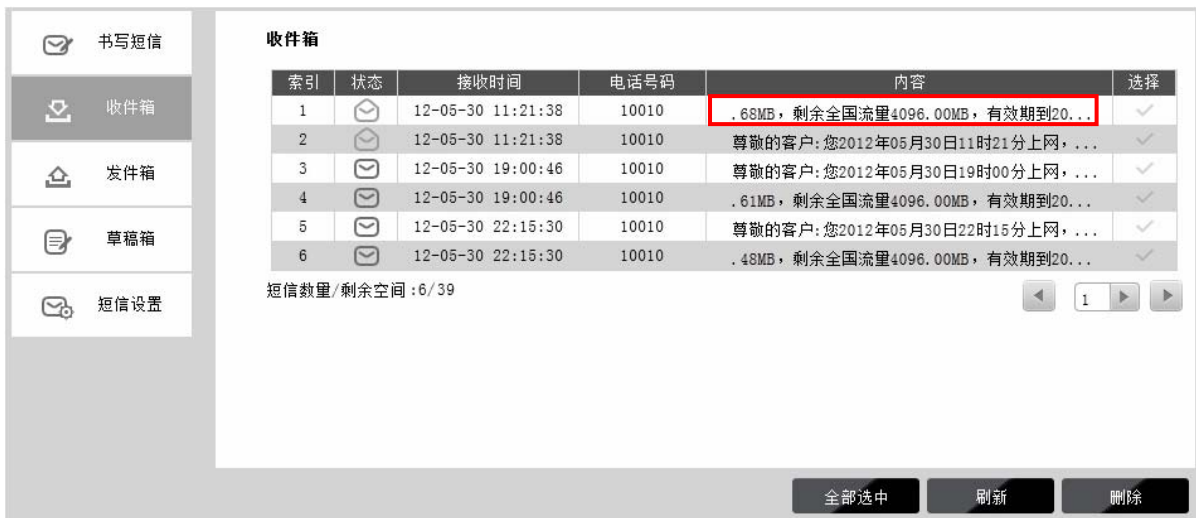 书写短信
收件箱
发件箱
草稿箱
短信设置
收件箱
索引 状态 接收时间 电话号码 内容 选择
1 12-05-30 11:21:38 10010 .68MB，剩余全国流量4096.00MB，有效期到20...
2 12-05-30 11:21:38 10010 尊敬的客户:您2012年05月30日11时21分上网，...
3 12-05-30 19:00:46 10010 尊敬的客户:您2012年05月30日19时00分上网，...
4 12-05-30 19:00:46 10010 .61MB，剩余全国流量4096.00MB，有效期到20...
5 12-05-30 22:15:30 10010 尊敬的客户:您2012年05月30日22时15分上网，...
6 12-05-30 22:15:30 10010 .48MB，剩余全国流量4096.00MB，有效期到20...
短信数量/剩余空间:6/39
1
全部选中 刷新 删除